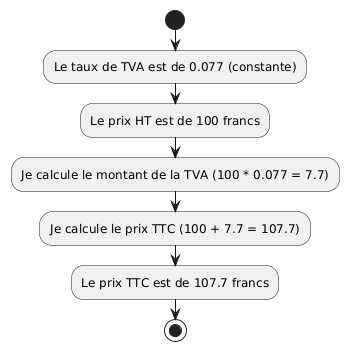 Le taux de TVA est de 0.077 (constante)
Le prix HT est de 100 francs
Je calcule le montant de la TVA (100 * 0.077 = 7.7)
Je calcule le prix TTC (100 + 7.7 = 107.7)
Le prix TTC est de 107.7 francs